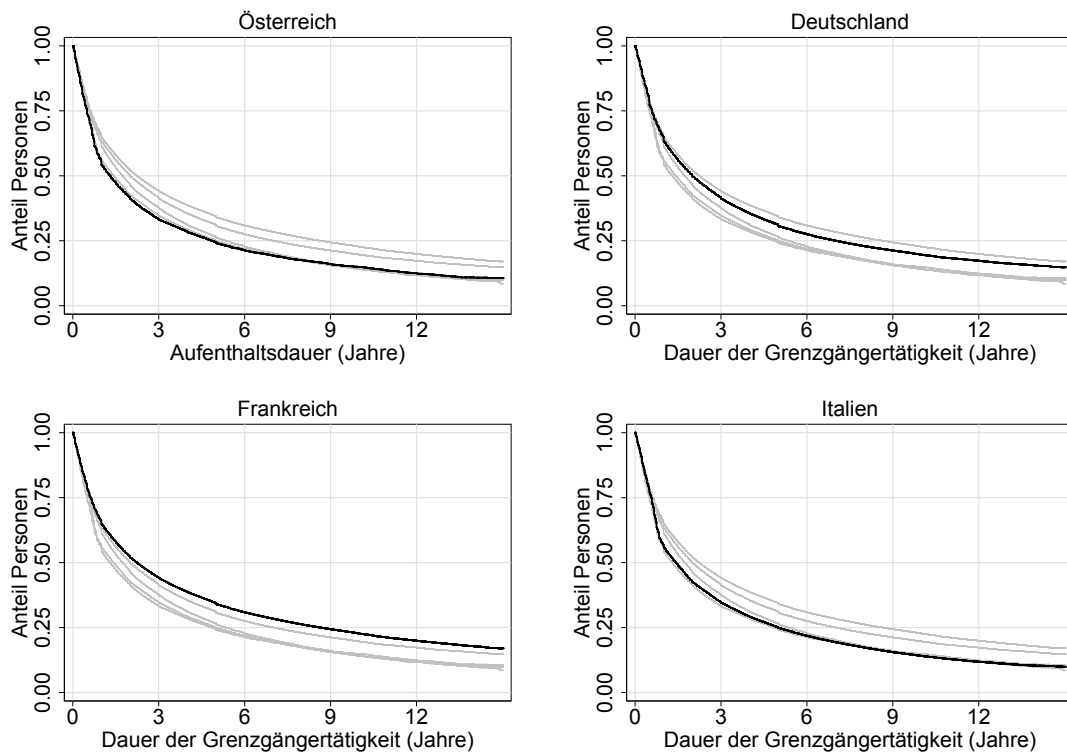 Österreich
Anteil Personen
1.00
0.75
0.50
0.25
0.00
0 3 6 9 12
Aufenthaltsdauer (Jahre)
Deutschland
Anteil Personen
1.00
0.75
0.50
0.25
0.00
0 3 6 9 12
Dauer der Grenzgängertätigkeit (Jahre)
Frankreich
Anteil Personen
1.00
0.75
0.50
0.25
0.00
0 3 6 9 12
Dauer der Grenzgängertätigkeit (Jahre)
Italien
Anteil Personen
1.00
0.75
0.50
0.25
0.00
0 3 6 9 12
Dauer der Grenzgängertätigkeit (Jahre)